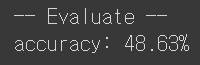 -- Evaluate --
accuracy: 48.63%